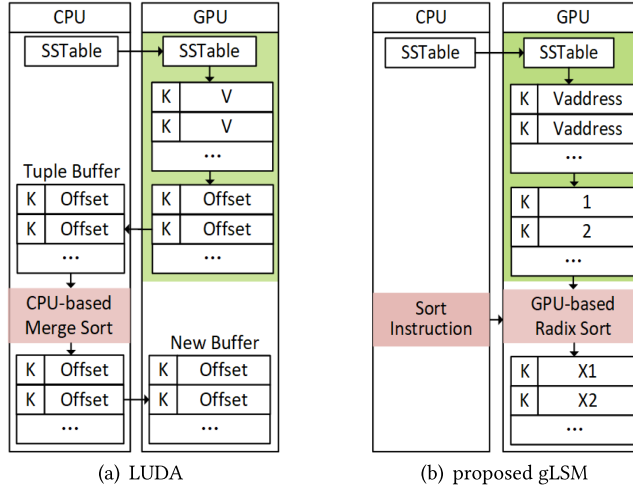 CPU
GPU
SSTable
SSTable
K
V
K
V
...
Tuple Buffer
K
Offset
K
Offset
...
K
Offset
K
Offset
...
CPU-based
Merge Sort
New Buffer
K
Offset
K
Offset
...
K
Offset
K
Offset
...
(a) LUDA
CPU
GPU
SSTable
SSTable
K
Vaddress
K
Vaddress
...
K
1
K
2
...
Sort
Instruction
GPU-based
Radix Sort
K
X1
K
X2
...
(b) proposed gLSM